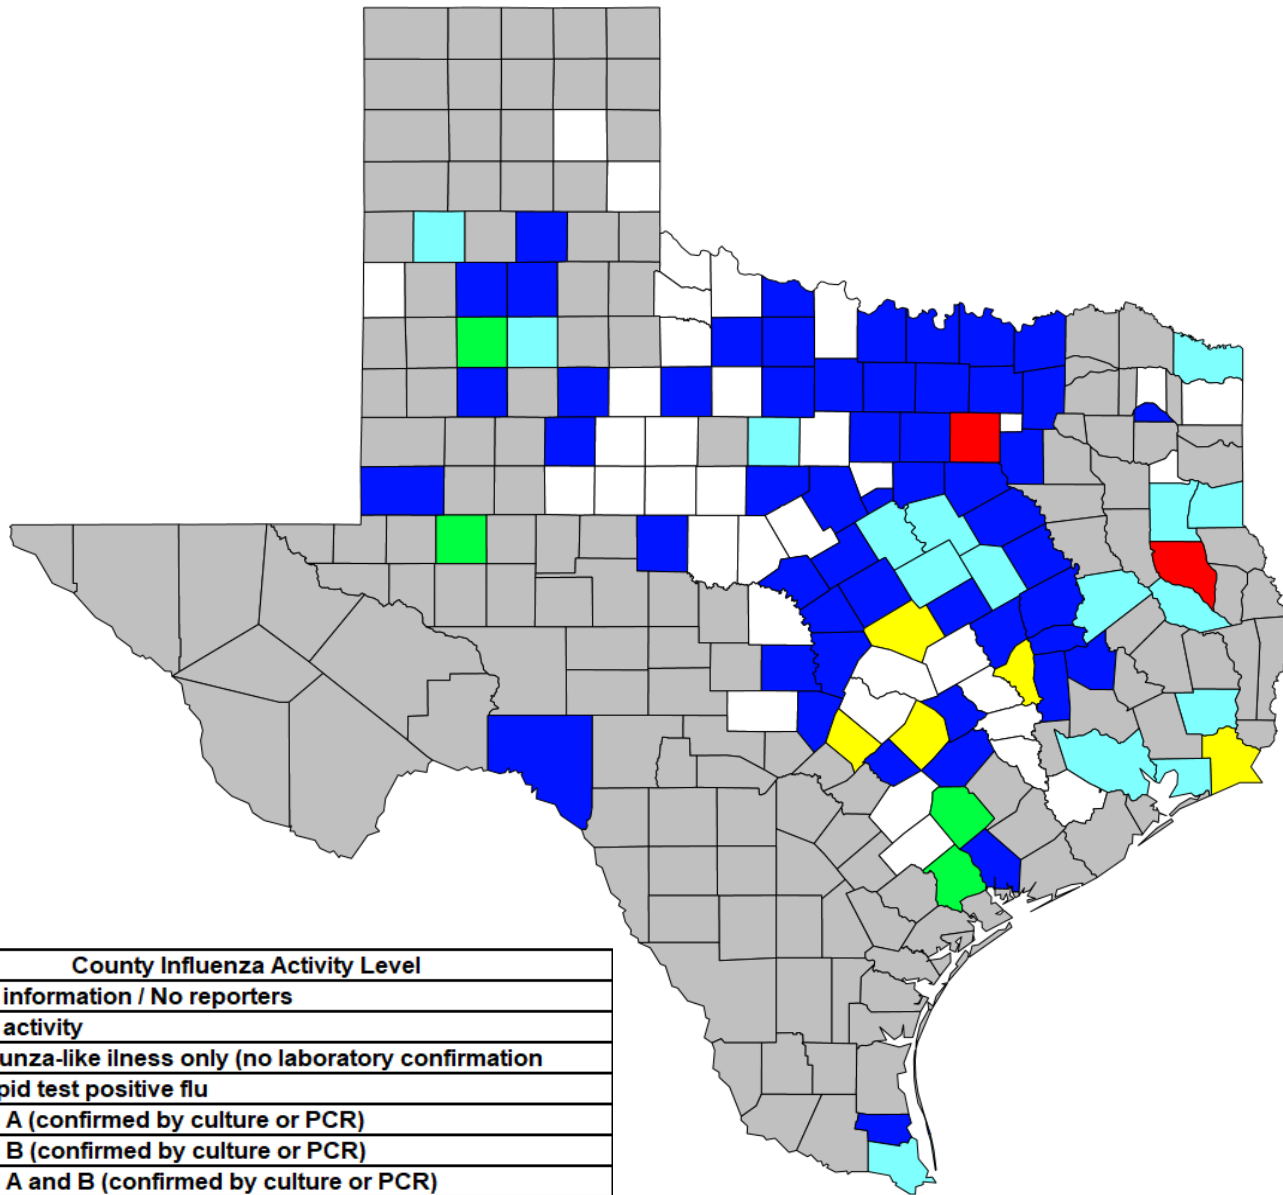 County Influenza Activity Level
information / No reporters
activity
unza-like ilness only (no laboratory confirmation
pid test positive flu
A (confirmed by culture or PCR)
B (confirmed by culture or PCR)
A and B (confirmed by culture or PCR)